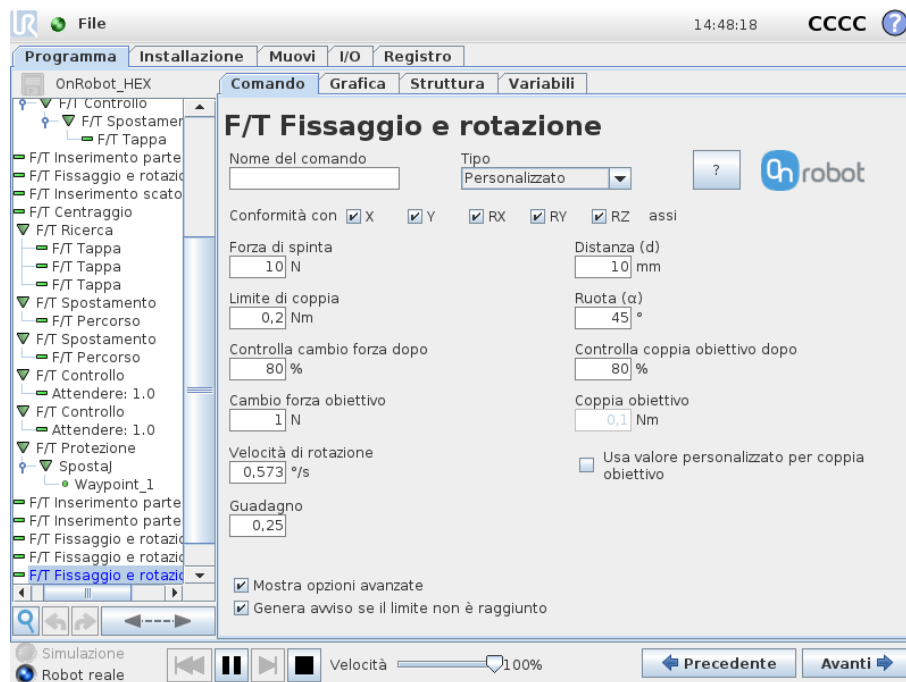 File
14:48:18
CCCC
?
Programma Installazione Muovi I/O Registro
OnRobot_HEX
Comando Grafica Struttura Variabili
F/T Controllo
F/T Spostamer
F/T Tappa
F/T Inserimento parte
F/T Fissaggio e rotazic
F/T Inserimento scato
F/T Centraggio
F/T Ricerca
F/T Tappa
F/T Tappa
F/T Tappa
F/T Spostamento
F/T Percorso
F/T Spostamento
F/T Percorso
F/T Controllo
Attendere: 1.0
F/T Controllo
Attendere: 1.0
F/T Protezione
SpostaJ
Waypoint_1
F/T Inserimento parte
F/T Inserimento parte
F/T Fissaggio e rotazic
F/T Fissaggio e rotazic
F/T Fissaggio e rotazic
F/T Fissaggio e rotazione
Nome del comando
Tipo
Personalizzato
?
On robot
Conformità con X Y RX RY RZ assi
Forza di spinta
10 N
Distanza (d)
10 mm
Limite di coppia
0,2 Nm
Ruota (α)
45 °
Controlla cambio forza dopo
80 %
Controlla coppia obiettivo dopo
80 %
Cambio forza obiettivo
1 N
Coppia obiettivo
0,1 Nm
Velocità di rotazione
0,573 °/s
Usa valore personalizzato per coppia
obiettivo
Guadagno
0,25
Mostra opzioni avanzate
Genera avviso se il limite non è raggiunto
Simulazione
Robot reale
Velocità 100%
Precedente
Avanti